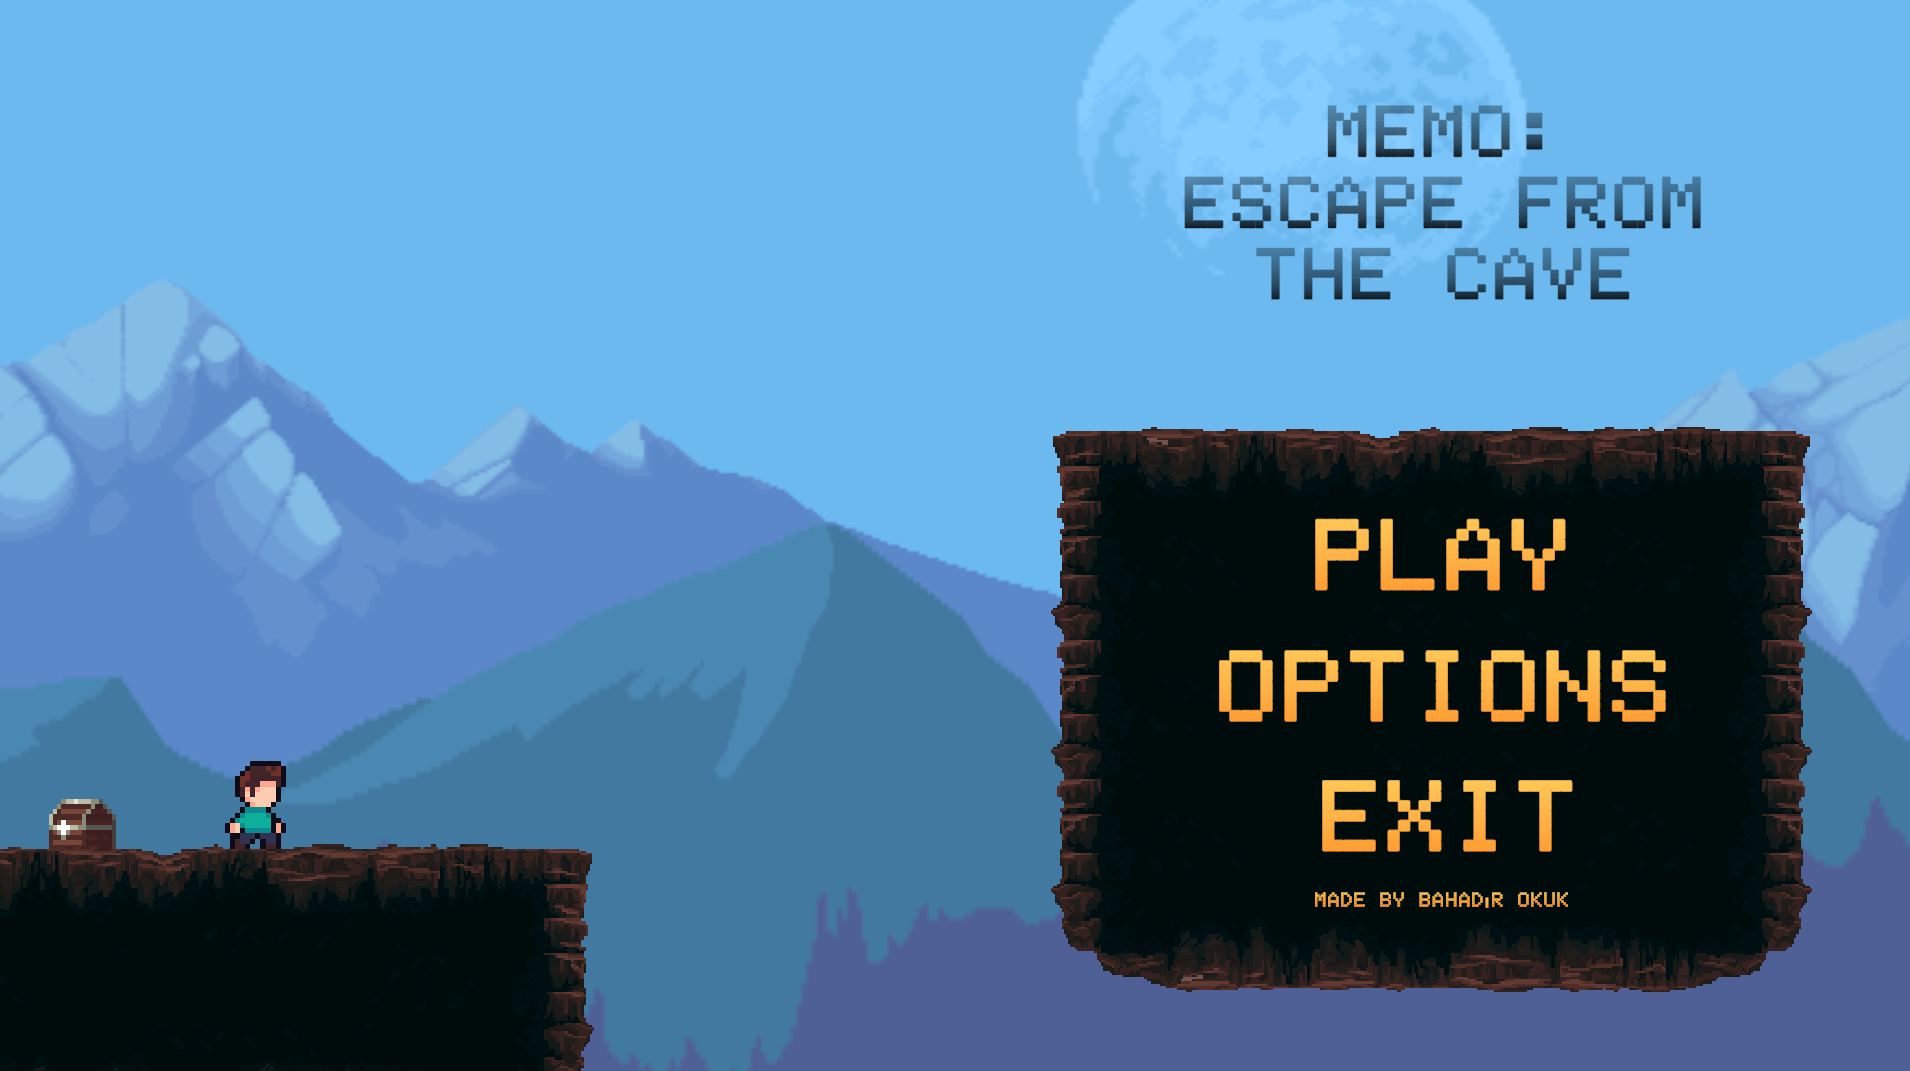 MEMO:
ESCAPE FROM
THE CAVE
PLAY
OPTIONS
EXIT
MADE BY BAHADıR OKUK